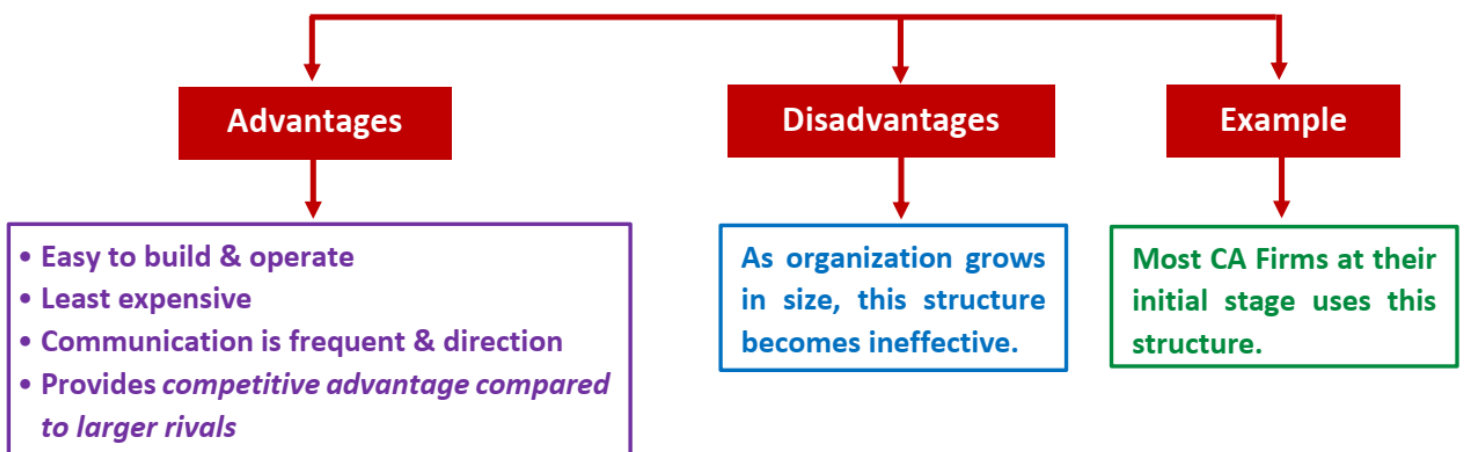 Advantages
Disadvantages
Example
• Easy to build & operate
• Least expensive
• Communication is frequent & direction
• Provides competitive advantage compared
to larger rivals
As organization grows
in size, this structure
becomes ineffective.
Most CA Firms at their
initial stage uses this
structure.